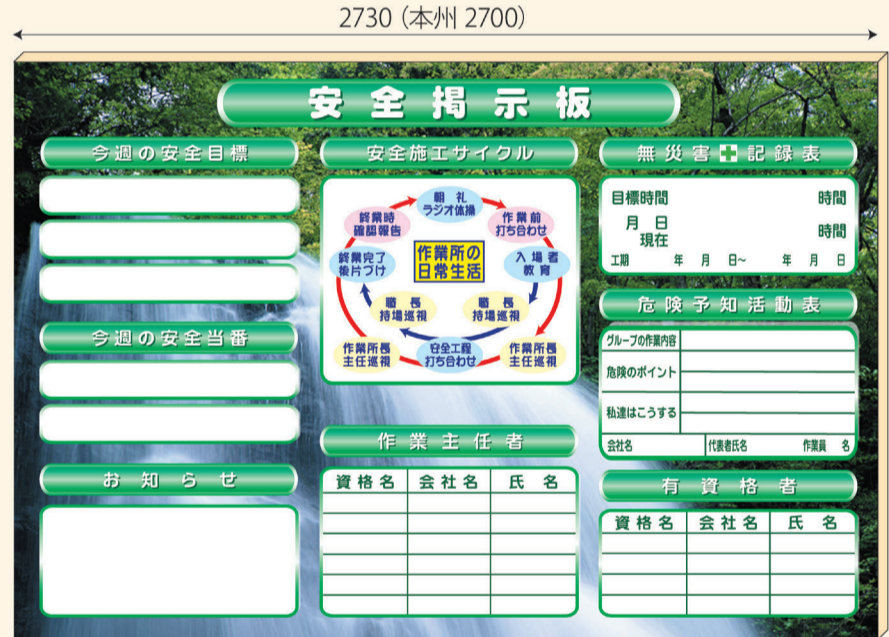 2730（本州 2700）
安全掲示板
今週の安全目標
今週の安全当番
お知らせ
安全施工サイクル
朝礼
ラジオ体操
作業前
打ち合わせ
入場者
教育
職長
持場巡視
作業所長
主任巡視
安全工程
打ち合わせ
職長
持場巡視
作業所長
主任巡視
終業完了
後片づけ
終業時
確認報告
作業所の
日常生活
作業主任者
資格名 会社名 氏名
無災害記録表
目標時間 時間
月 日
現在 時間
工期 年 月 日〜 年 月 日
危険予知活動表
グループの作業内容
危険のポイント
私達はこうする
会社名 代表者氏名 作業員 名
有資格者
資格名 会社名 氏名